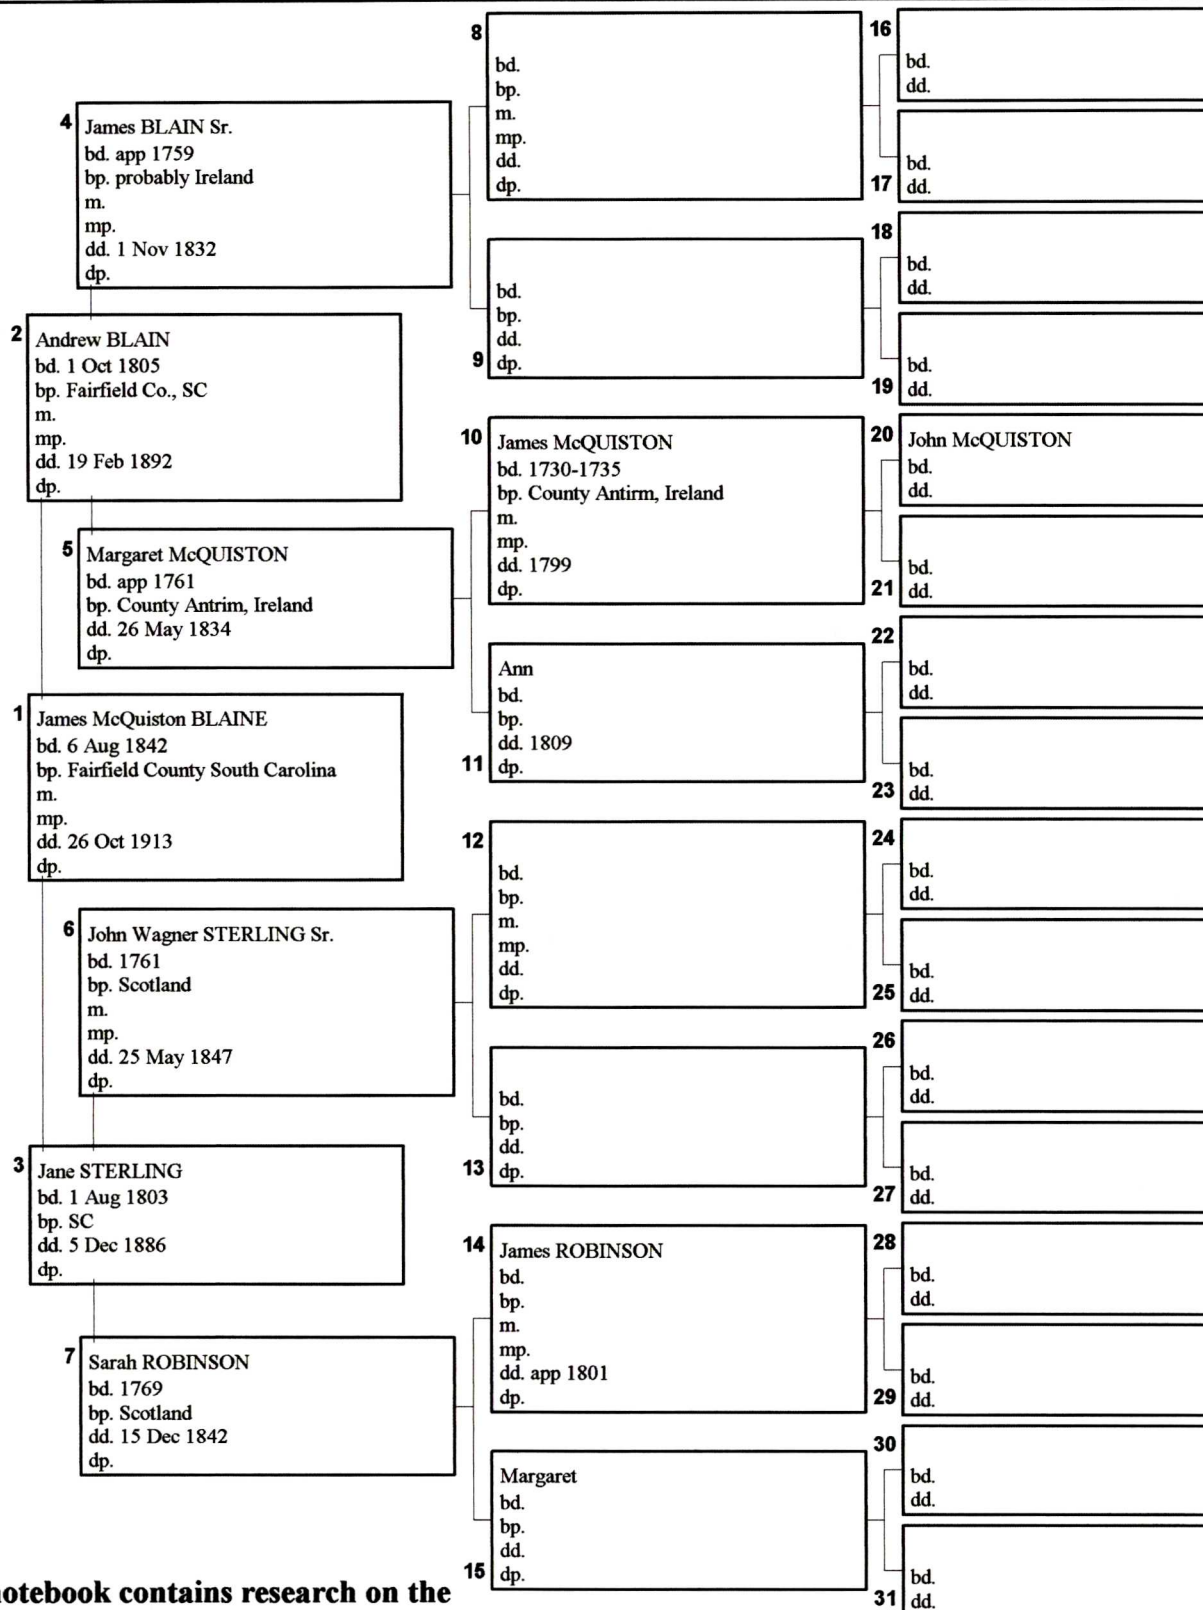 8
bd.
bp.
m.
mp.
dd.
dp.
16
bd.
dd.
bd.
17 dd.
4 James BLAIN Sr.
bd. app 1759
bp. probably Ireland
m.
mp.
dd. 1 Nov 1832
dp.
bd.
bp.
dd.
9 dp.
18
bd.
dd.
bd.
19 dd.
2 Andrew BLAIN
bd. 1 Oct 1805
bp. Fairfield Co., SC
m.
mp.
dd. 19 Feb 1892
dp.
10 James McQUISTON
bd. 1730-1735
bp. County Antirm, Ireland
m.
mp.
dd. 1799
dp.
20 John McQUISTON
bd.
dd.
bd.
21 dd.
5 Margaret McQUISTON
bd. app 1761
bp. County Antrim, Ireland
dd. 26 May 1834
dp.
Ann
bd.
bp.
dd. 1809
11 dp.
22
bd.
dd.
bd.
23 dd.
1 James McQuiston BLAINE
bd. 6 Aug 1842
bp. Fairfield County South Carolina
m.
mp.
dd. 26 Oct 1913
dp.
12
bd.
bp.
m.
mp.
dd.
dp.
24
bd.
dd.
bd.
25 dd.
6 John Wagner STERLING Sr.
bd. 1761
bp. Scotland
m.
mp.
dd. 25 May 1847
dp.
bd.
bp.
dd.
13 dp.
26
bd.
dd.
bd.
27 dd.
3 Jane STERLING
bd. 1 Aug 1803
bp. SC
dd. 5 Dec 1886
dp.
14 James ROBINSON
bd.
bp.
m.
mp.
dd. app 1801
dp.
28
bd.
dd.
bd.
29 dd.
7 Sarah ROBINSON
bd. 1769
bp. Scotland
dd. 15 Dec 1842
dp.
Margaret
bd.
bp.
dd.
15 dp.
30
bd.
dd.
bd.
31 dd.
notebook contains research on the